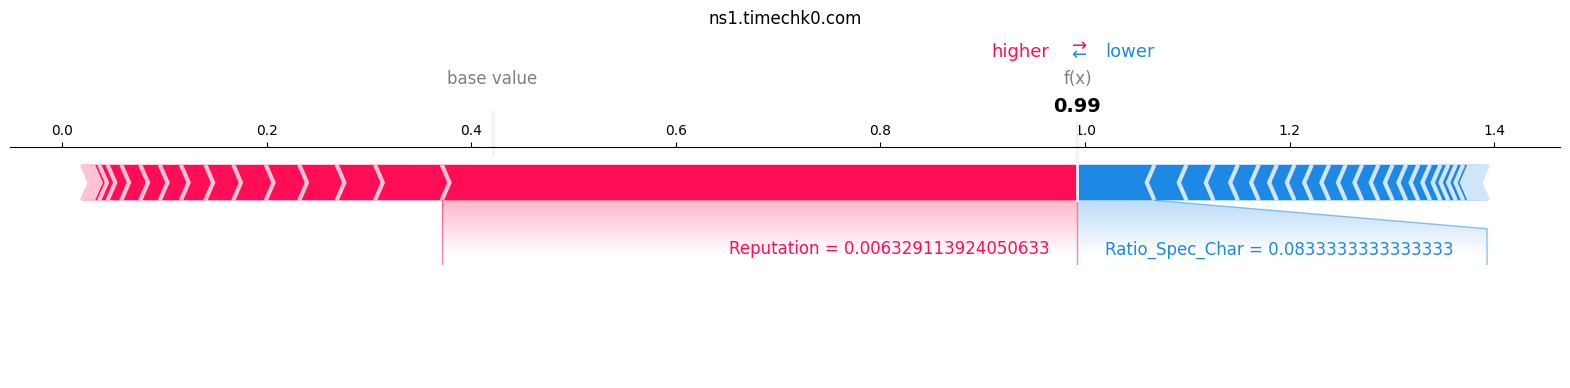 ns1.timechk0.com
higher ⇄ lower
base value f(x)
0.99
0.0 0.2 0.4 0.6 0.8 1.0 1.2 1.4
Reputation = 0.006329113924050633 Ratio_Spec_Char = 0.0833333333333333